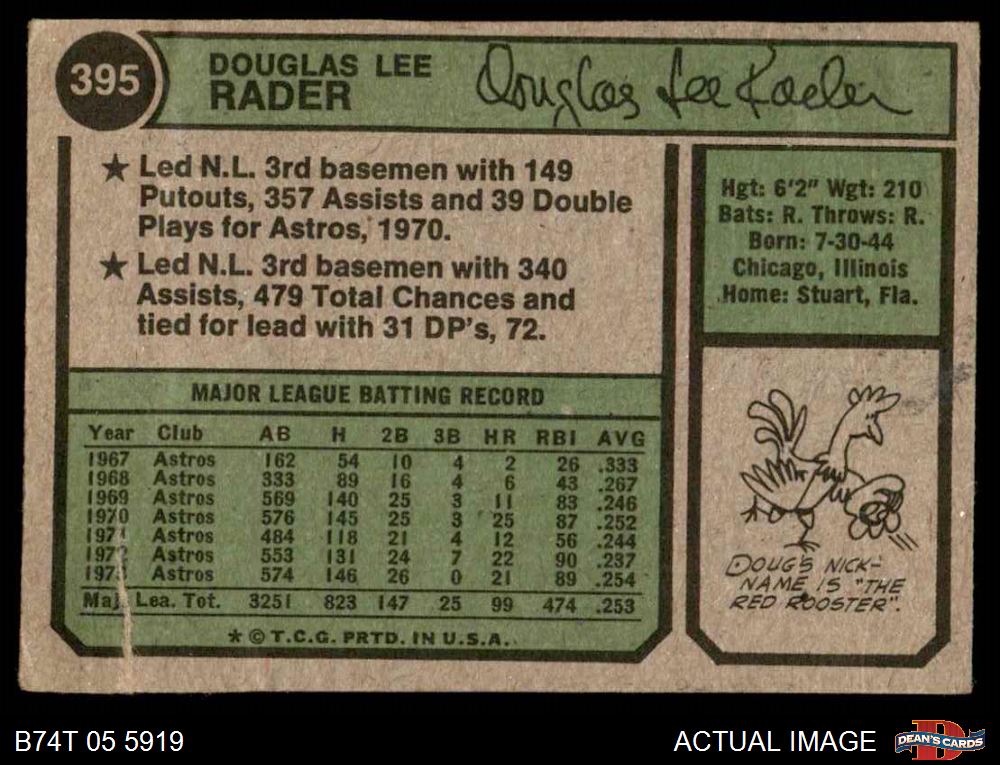 395
DOUGLAS LEE
RADER
Douglas Lee Rader
★ Led N.L. 3rd basemen with 149
Putouts, 357 Assists and 39 Double
Plays for Astros, 1970.
★ Led N.L. 3rd basemen with 340
Assists, 479 Total Chances and
tied for lead with 31 DP's, 72.
Hgt: 6'2" Wgt: 210
Bats: R. Throws: R.
Born: 7-30-44
Chicago, Illinois
Home: Stuart, Fla.
MAJOR LEAGUE BATTING RECORD
Year Club AB H 2B 3B HR RBI AVG
1967 Astros 162 54 10 4 2 26 .333
1968 Astros 333 89 16 4 6 43 .267
1969 Astros 569 140 25 3 11 83 .246
1970 Astros 576 145 25 3 25 87 .252
1971 Astros 484 118 21 4 12 56 .244
1972 Astros 553 131 24 7 22 90 .237
1973 Astros 574 146 26 0 21 89 .254
Maj. Lea. Tot. 3251 823 147 25 99 474 .253
★ © T.C.G. PRTD. IN U.S.A.
DOUG'S NICK-
NAME IS "THE
RED ROOSTER".
B74T 05 5919
ACTUAL IMAGE
DEAN'S CARDS